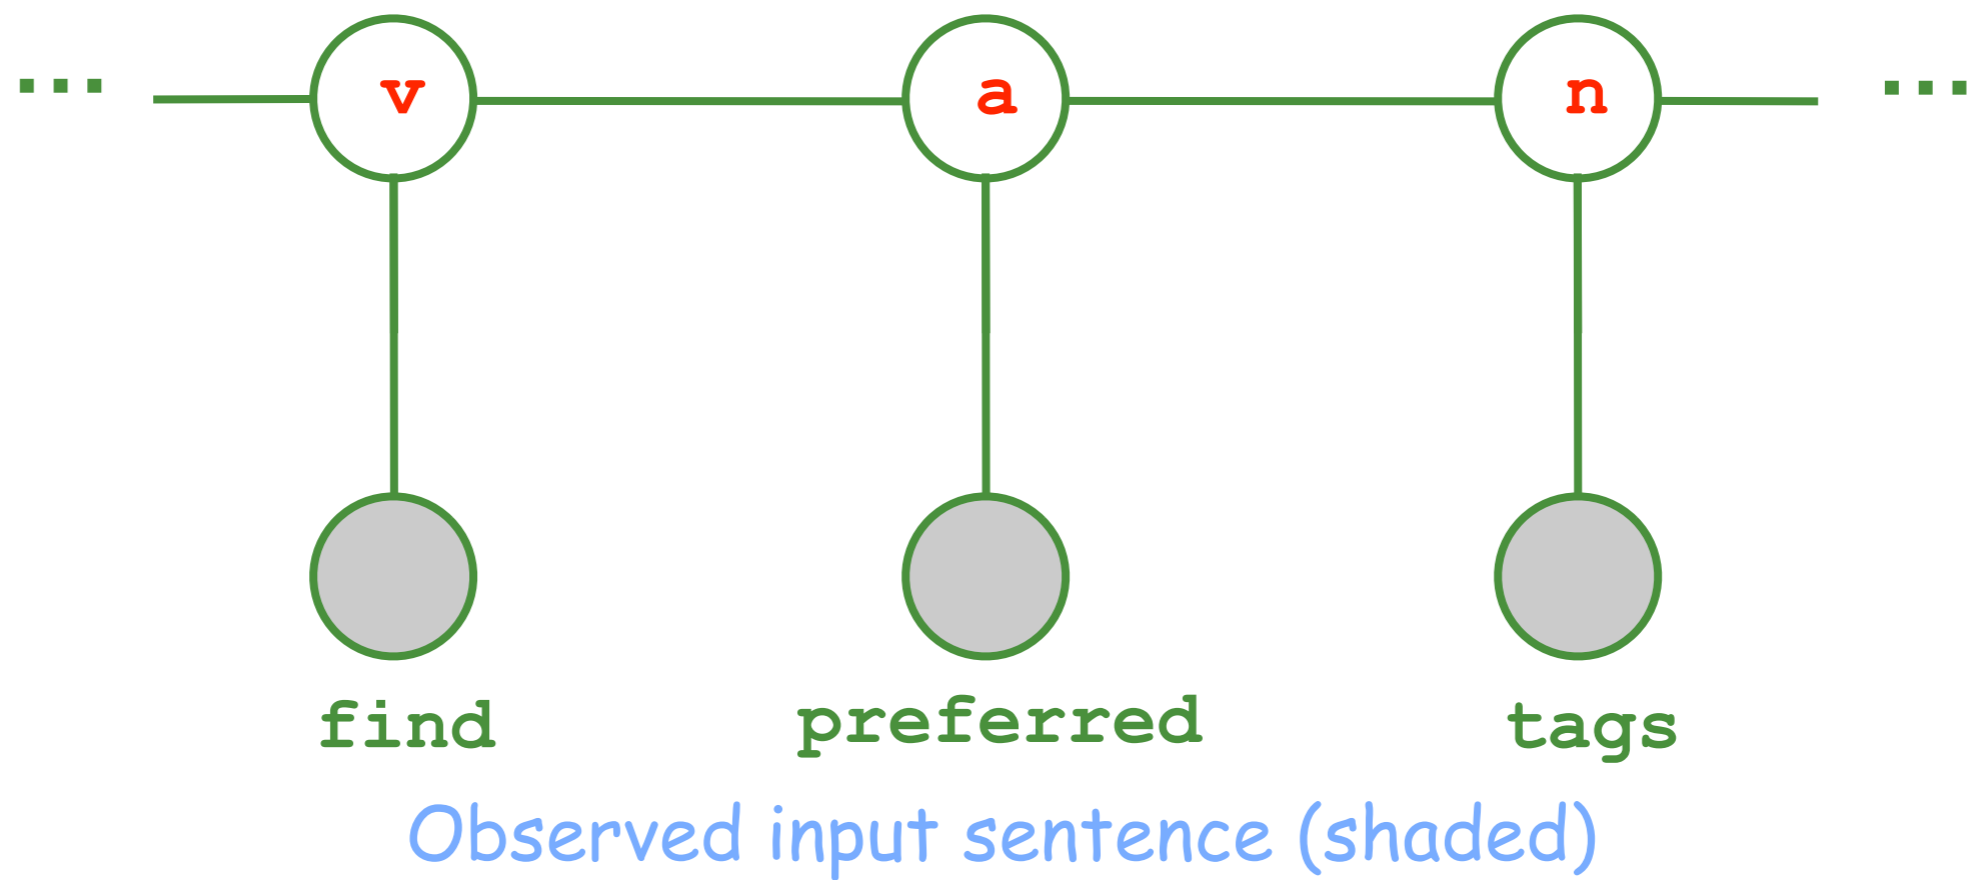 ... v a n ...
find preferred tags
Observed input sentence (shaded)